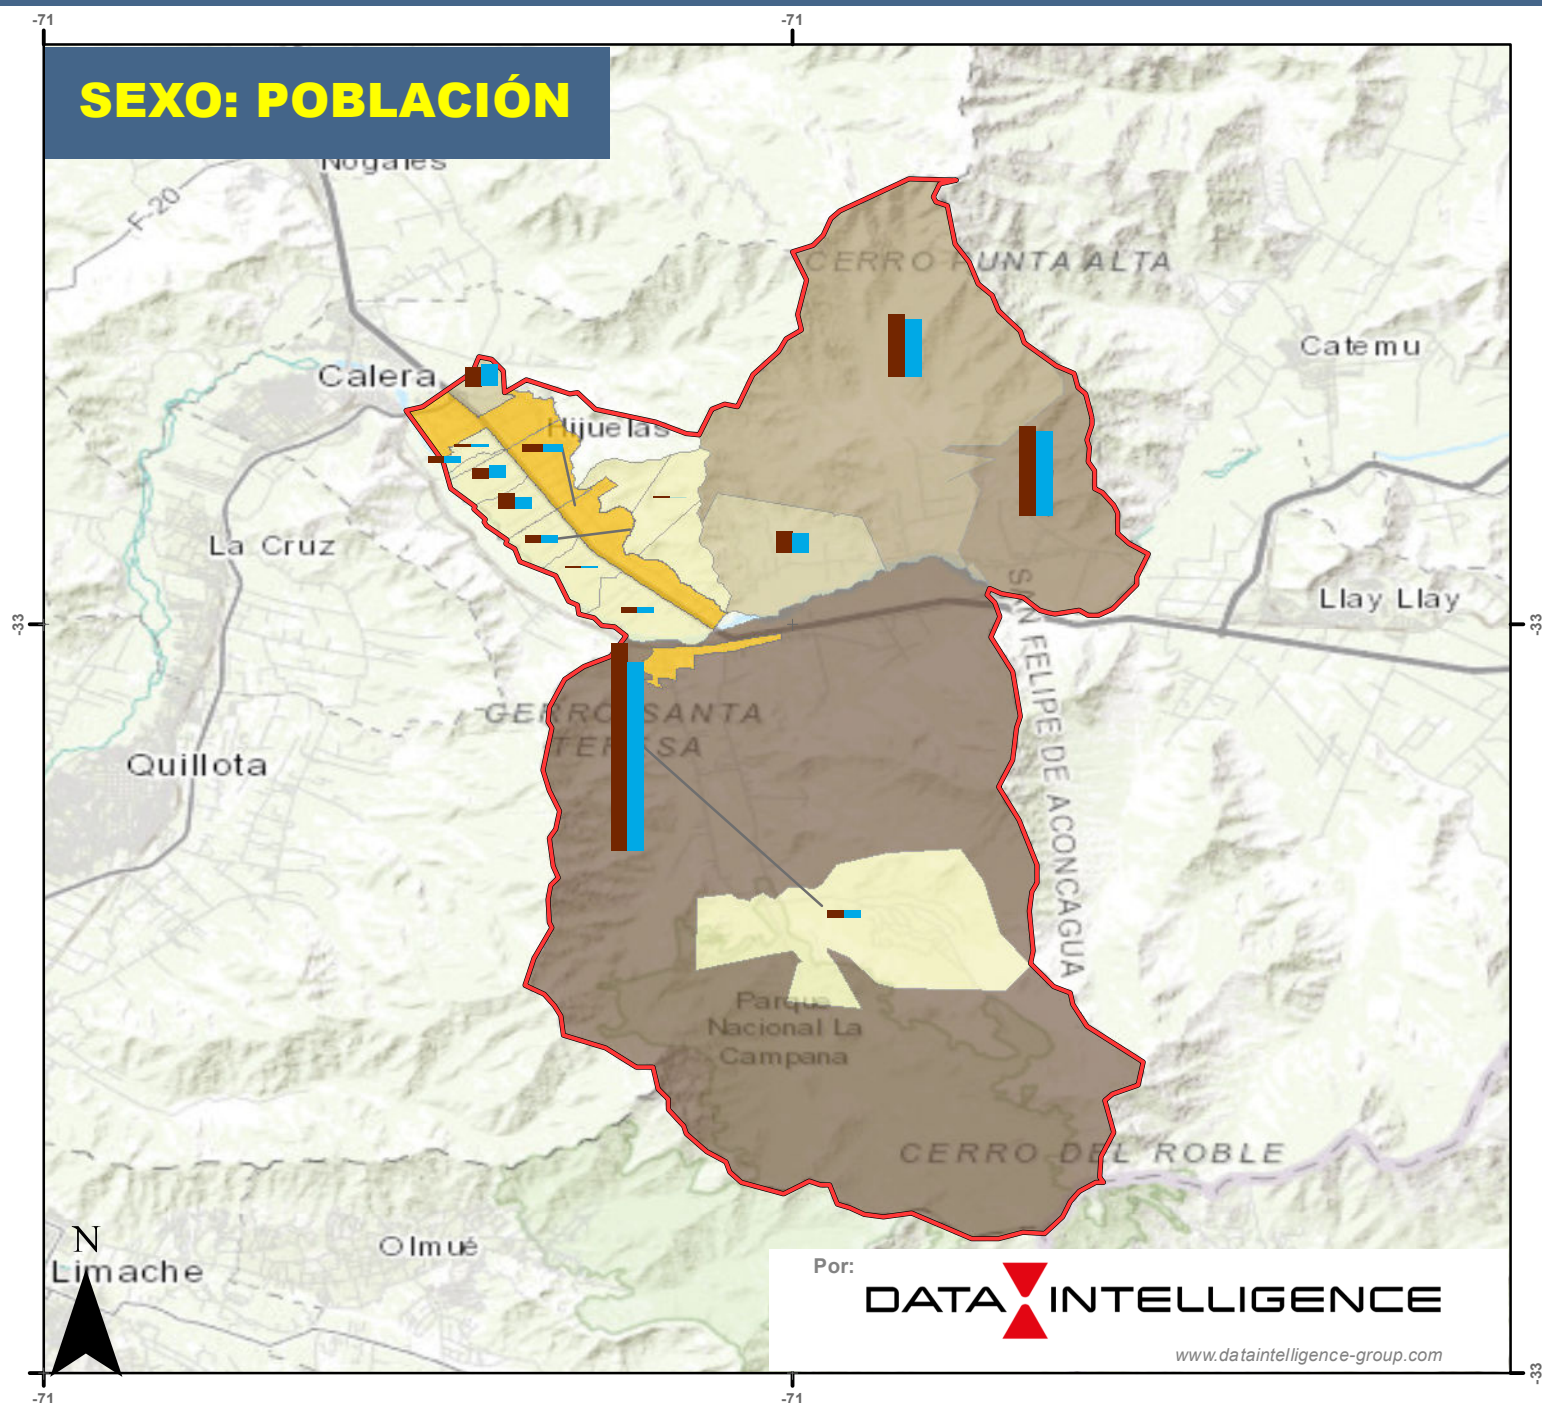 -71
-71
SEXO: POBLACIÓN
Nogales
F-20
CERRO PUNTA ALTA
Catemu
Calera
Hijuelas
La Cruz
Llay Llay
-33
-33
SAN FELIPE DE ACONCAGUA
CERRO SANTA
TERESA
Quillota
Parque
Nacional La
Campana
CERRO DEL ROBLE
N
Olmué
Limache
Por:
DATA INTELLIGENCE
www.dataintelligence-group.com
-33
-71
-71